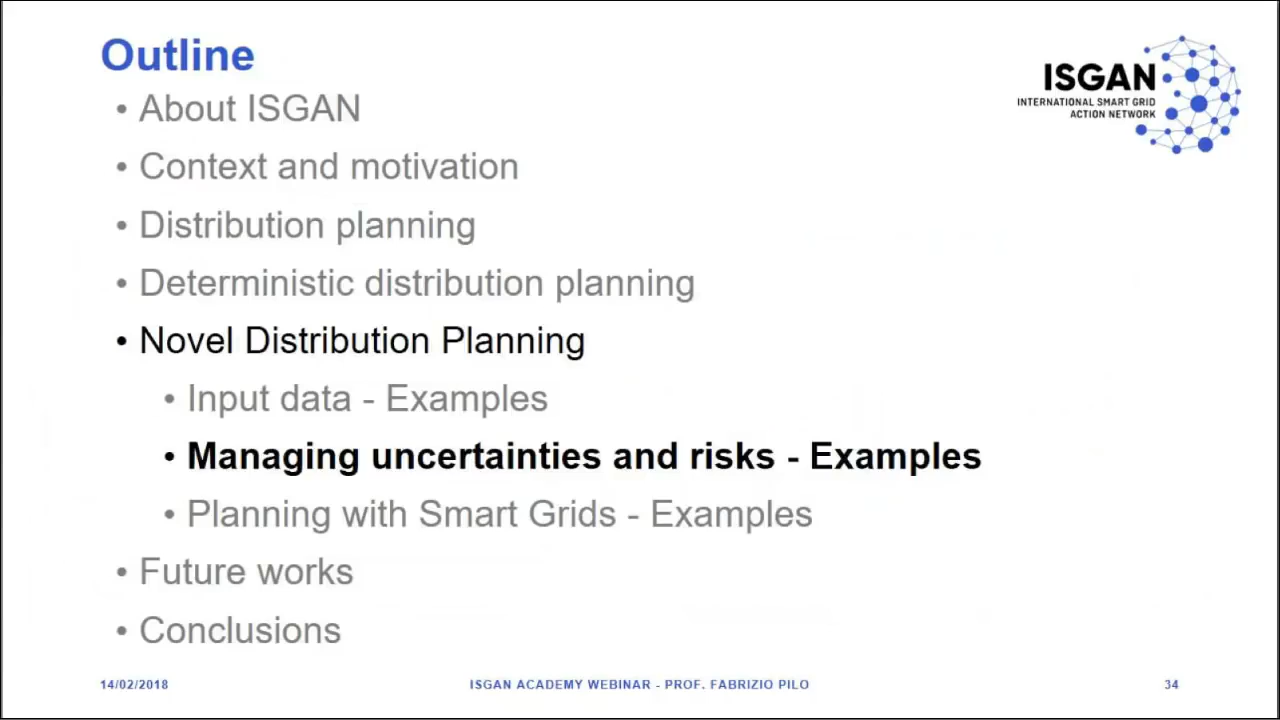 Outline
ISGAN
INTERNATIONAL SMART GRID
ACTION NETWORK
• About ISGAN
• Context and motivation
• Distribution planning
• Deterministic distribution planning
• Novel Distribution Planning
• Input data - Examples
• Managing uncertainties and risks - Examples
• Planning with Smart Grids - Examples
• Future works
• Conclusions
14/02/2018 ISGAN ACADEMY WEBINAR - PROF. FABRIZIO PILO 34